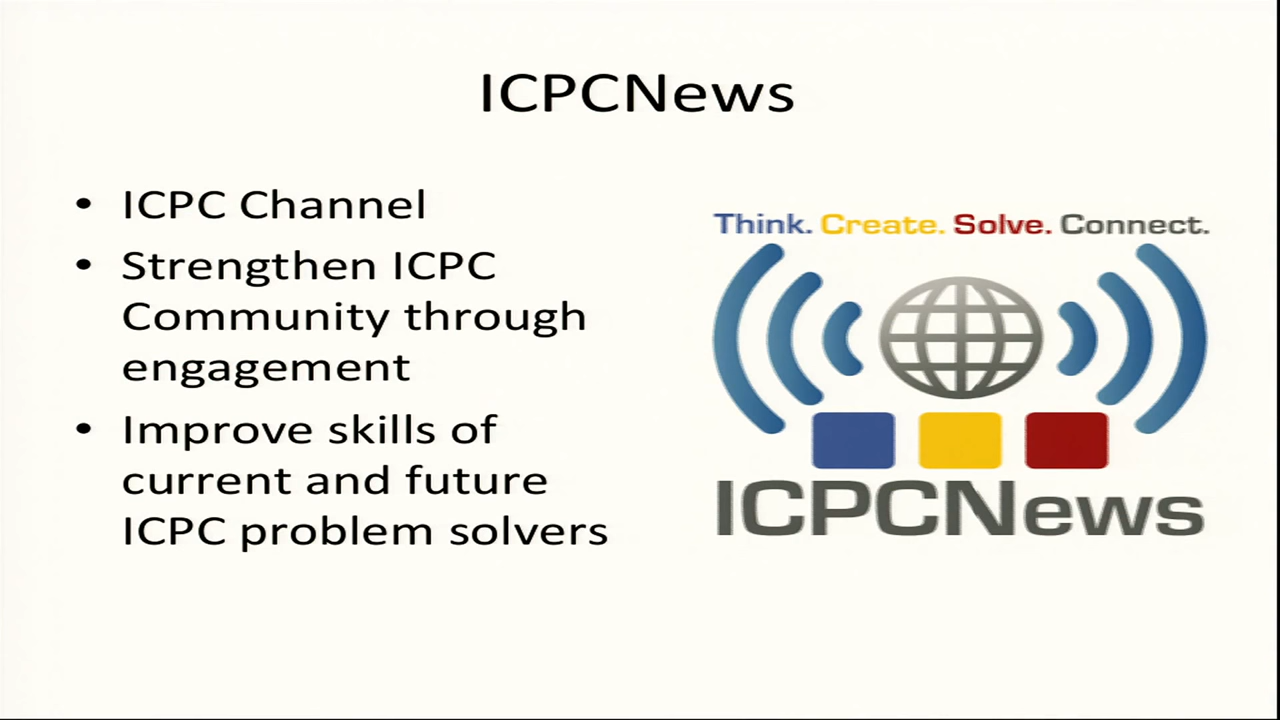 ICPCNews
• ICPC Channel
• Strengthen ICPC
Community through
engagement
• Improve skills of
current and future
ICPC problem solvers
Think. Create. Solve. Connect.
ICPCNews